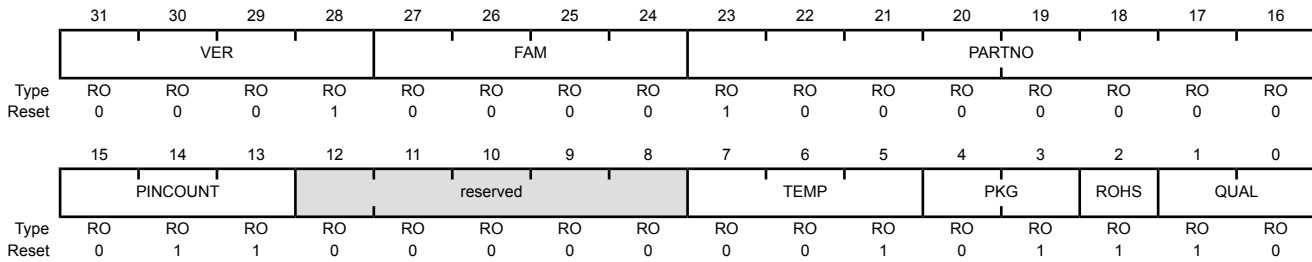 31 30 29 28 27 26 25 24 23 22 21 20 19 18 17 16
VER FAM PARTNO
Type RO RO RO RO RO RO RO RO RO RO RO RO RO RO RO RO
Reset 0 0 0 1 0 0 0 0 1 0 0 0 0 0 0 0
15 14 13 12 11 10 9 8 7 6 5 4 3 2 1 0
PINCOUNT reserved TEMP PKG ROHS QUAL
Type RO RO RO RO RO RO RO RO RO RO RO RO RO RO RO RO
Reset 0 1 1 0 0 0 0 0 0 0 1 0 1 1 1 0